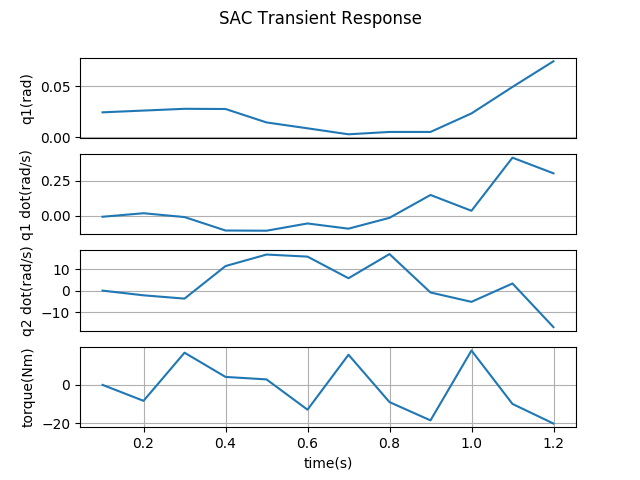 SAC Transient Response
q1(rad)
0.05
0.00
q1 dot(rad/s)
0.25
0.00
q2 dot(rad/s)
10
0
−10
torque(Nm)
0
−20
0.2 0.4 0.6 0.8 1.0 1.2
time(s)